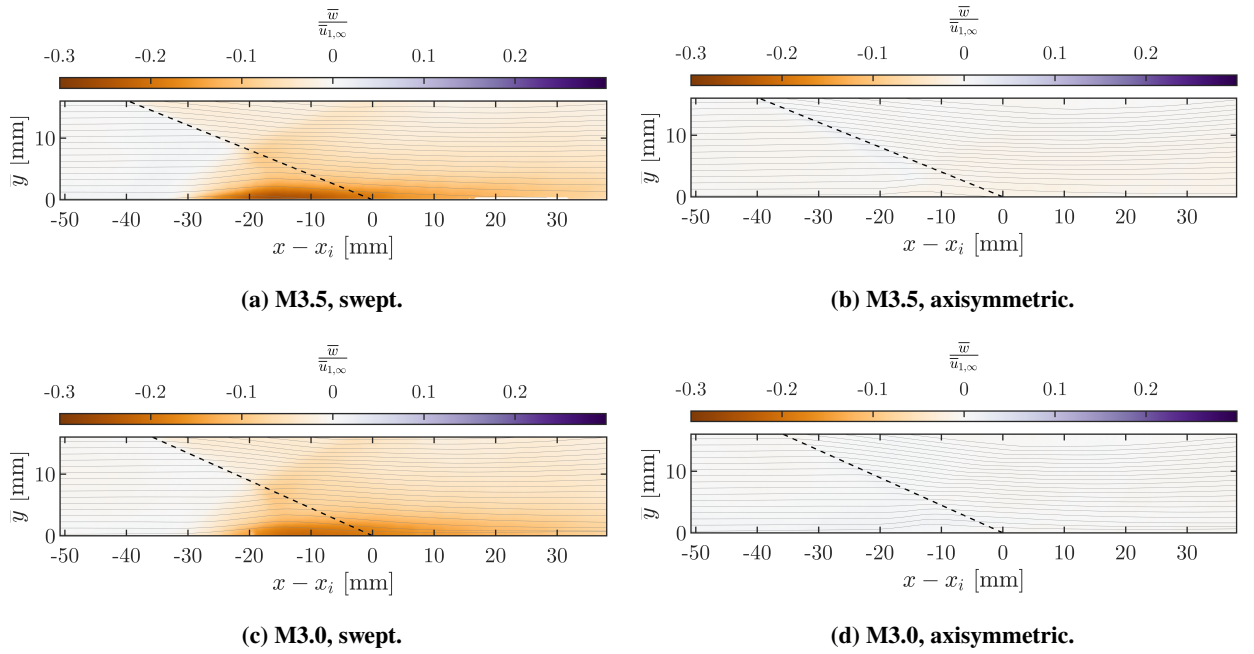 w̅
u̅₁,∞
-0.3 -0.2 -0.1 0 0.1 0.2
10
0
y̅ [mm]
-50 -40 -30 -20 -10 0 10 20 30
x − xᵢ [mm]
(a) M3.5, swept.
w̅
u̅₁,∞
-0.3 -0.2 -0.1 0 0.1 0.2
10
0
y̅ [mm]
-50 -40 -30 -20 -10 0 10 20 30
x − xᵢ [mm]
(b) M3.5, axisymmetric.
w̅
u̅₁,∞
-0.3 -0.2 -0.1 0 0.1 0.2
10
0
y̅ [mm]
-50 -40 -30 -20 -10 0 10 20 30
x − xᵢ [mm]
(c) M3.0, swept.
w̅
u̅₁,∞
-0.3 -0.2 -0.1 0 0.1 0.2
10
0
y̅ [mm]
-50 -40 -30 -20 -10 0 10 20 30
x − xᵢ [mm]
(d) M3.0, axisymmetric.